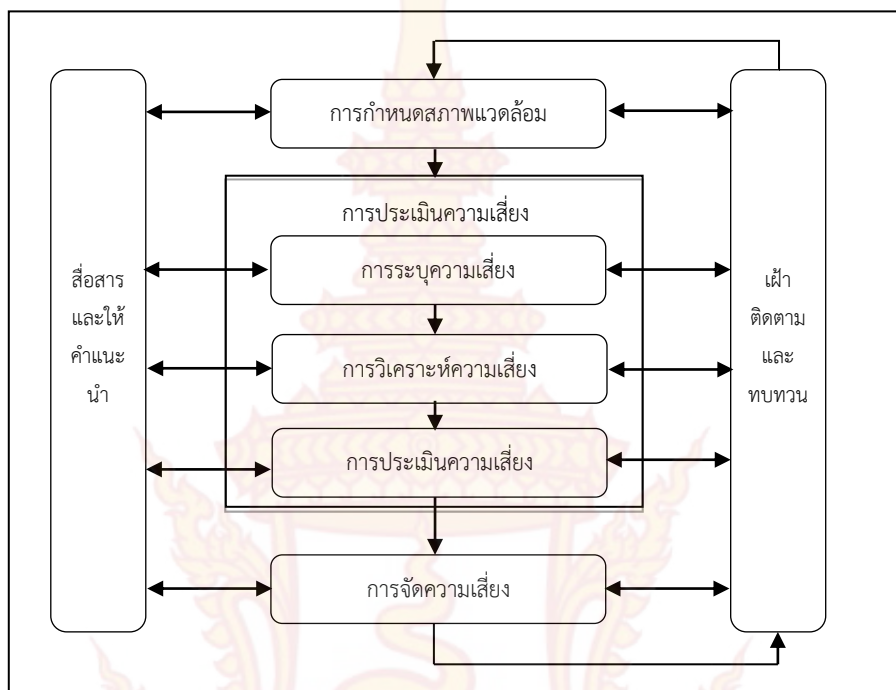 การกำหนดสภาพแวดล้อม
การประเมินความเสี่ยง
การระบุความเสี่ยง
การวิเคราะห์ความเสี่ยง
การประเมินความเสี่ยง
การจัดความเสี่ยง
สื่อสาร
และให้
คำแนะ
นำ
เฝ้า
ติดตาม
และ
ทบทวน